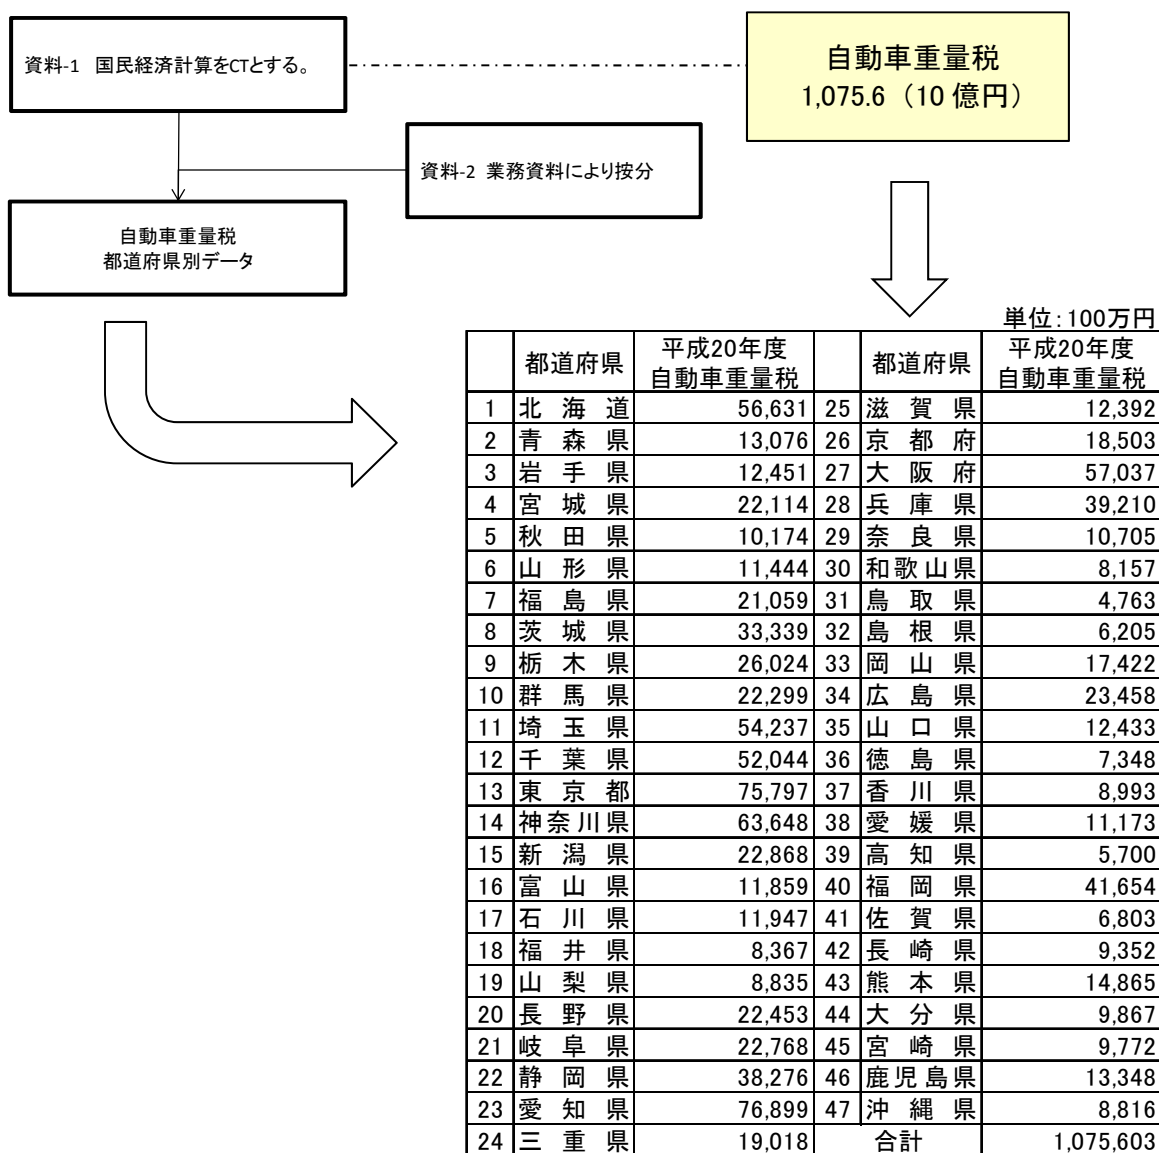 資料-1 国民経済計算をCTとする。
自動車重量税
1,075.6（10 億円）
資料-2 業務資料により按分
自動車重量税
都道府県別データ
単位：100万円
都道府県 平成20年度 自動車重量税 都道府県 平成20年度 自動車重量税
1 北海道 56,631 25 滋賀県 12,392
2 青森県 13,076 26 京都府 18,503
3 岩手県 12,451 27 大阪府 57,037
4 宮城県 22,114 28 兵庫県 39,210
5 秋田県 10,174 29 奈良県 10,705
6 山形県 11,444 30 和歌山県 8,157
7 福島県 21,059 31 鳥取県 4,763
8 茨城県 33,339 32 島根県 6,205
9 栃木県 26,024 33 岡山県 17,422
10 群馬県 22,299 34 広島県 23,458
11 埼玉県 54,237 35 山口県 12,433
12 千葉県 52,044 36 徳島県 7,348
13 東京都 75,797 37 香川県 8,993
14 神奈川県 63,648 38 愛媛県 11,173
15 新潟県 22,868 39 高知県 5,700
16 富山県 11,859 40 福岡県 41,654
17 石川県 11,947 41 佐賀県 6,803
18 福井県 8,367 42 長崎県 9,352
19 山梨県 8,835 43 熊本県 14,865
20 長野県 22,453 44 大分県 9,867
21 岐阜県 22,768 45 宮崎県 9,772
22 静岡県 38,276 46 鹿児島県 13,348
23 愛知県 76,899 47 沖縄県 8,816
24 三重県 19,018 合計 1,075,603